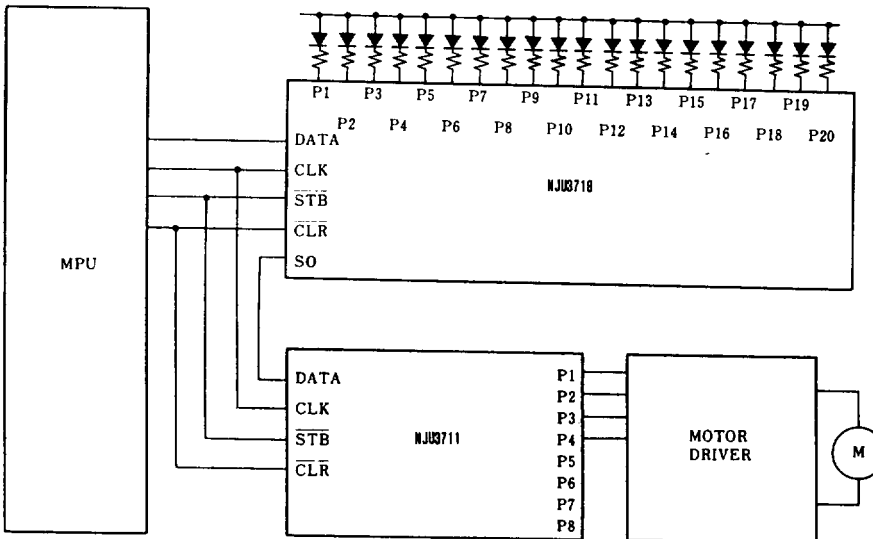 P1 P3 P5 P7 P9 P11 P13 P15 P17 P19
P2 P4 P6 P8 P10 P12 P14 P16 P18 P20
DATA
CLK
STB
CLR
SO
NJU3718
MPU
DATA
CLK
STB
CLR
NJU3711
P1
P2
P3
P4
P5
P6
P7
P8
MOTOR
DRIVER
M